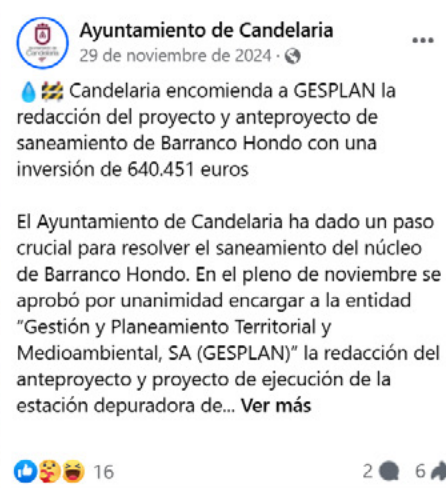 Ayuntamiento de Candelaria
29 de noviembre de 2024 ·
💧🚧 Candelaria encomienda a GESPLAN la
redacción del proyecto y anteproyecto de
saneamiento de Barranco Hondo con una
inversión de 640.451 euros
El Ayuntamiento de Candelaria ha dado un paso
crucial para resolver el saneamiento del núcleo
de Barranco Hondo. En el pleno de noviembre se
aprobó por unanimidad encargar a la entidad
"Gestión y Planeamiento Territorial y
Medioambiental, SA (GESPLAN)" la redacción del
anteproyecto y proyecto de ejecución de la
estación depuradora de... Ver más
16
2 6